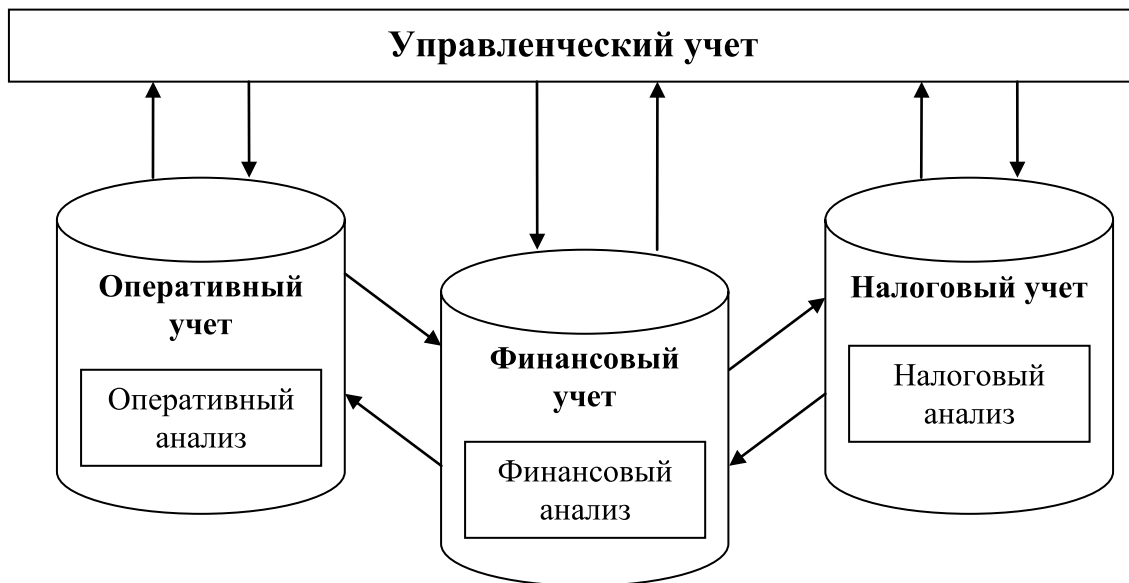 Управленческий учет
Оперативный
учет
Оперативный
анализ
Финансовый
учет
Финансовый
анализ
Налоговый учет
Налоговый
анализ